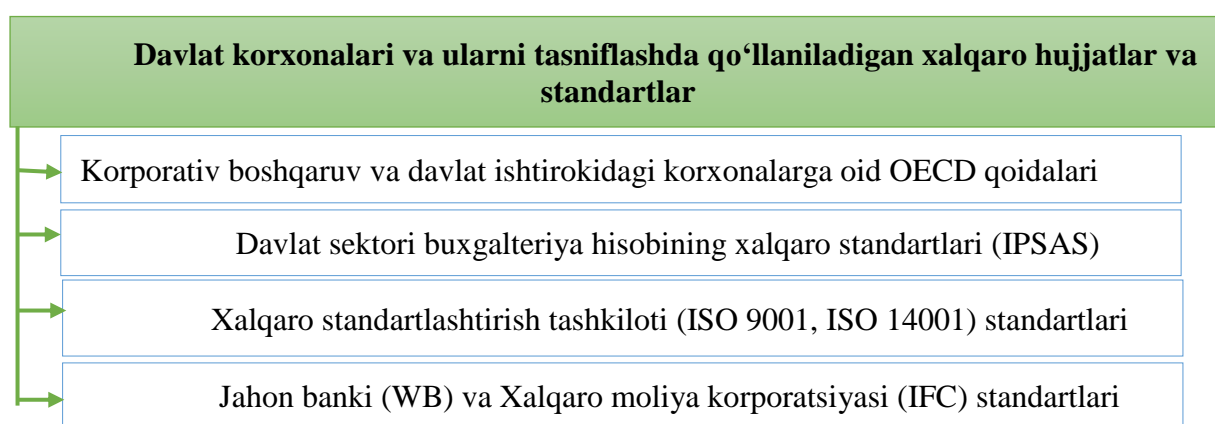 Davlat korxonalari va ularni tasniflashda qo‘llaniladigan xalqaro hujjatlar va
standartlar
Korporativ boshqaruv va davlat ishtirokidagi korxonalarga oid OECD qoidalari
Davlat sektori buxgalteriya hisobining xalqaro standartlari (IPSAS)
Xalqaro standartlashtirish tashkiloti (ISO 9001, ISO 14001) standartlari
Jahon banki (WB) va Xalqaro moliya korporatsiyasi (IFC) standartlari